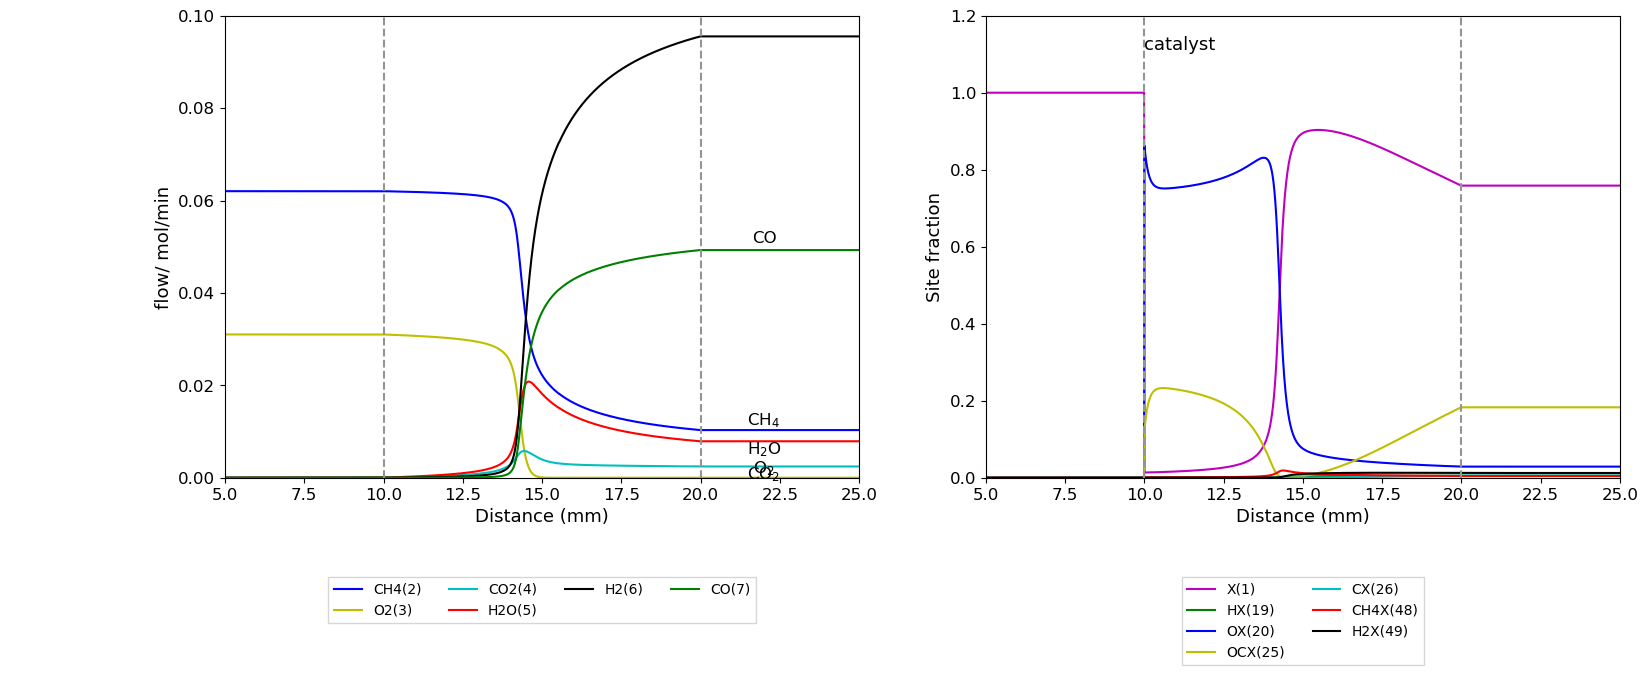 0.10
0.08
0.06
0.04
0.02
0.00
flow/ mol/min
CO
CH₄
H₂O
O₂
CO₂
5.0 7.5 10.0 12.5 15.0 17.5 20.0 22.5 25.0
Distance (mm)
CH4(2) CO2(4) H2(6) CO(7)
O2(3) H2O(5)
1.2
1.0
0.8
0.6
0.4
0.2
0.0
Site fraction
catalyst
5.0 7.5 10.0 12.5 15.0 17.5 20.0 22.5 25.0
Distance (mm)
X(1) CX(26)
HX(19) CH4X(48)
OX(20) H2X(49)
OCX(25)